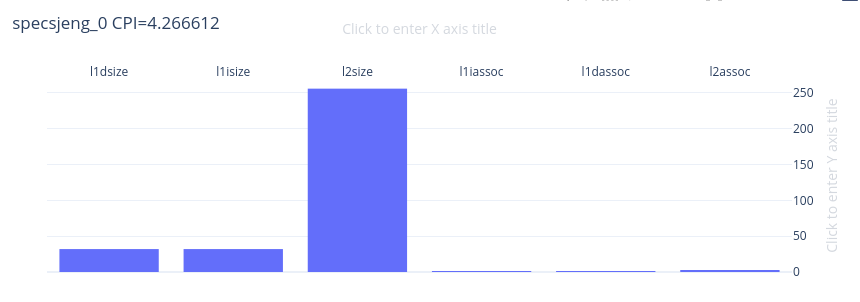 specsjeng_0 CPI=4.266612
Click to enter X axis title
l1dsize l1isize l2size l1iassoc l1dassoc l2assoc
250
200
150
100
50
0
Click to enter Y axis title